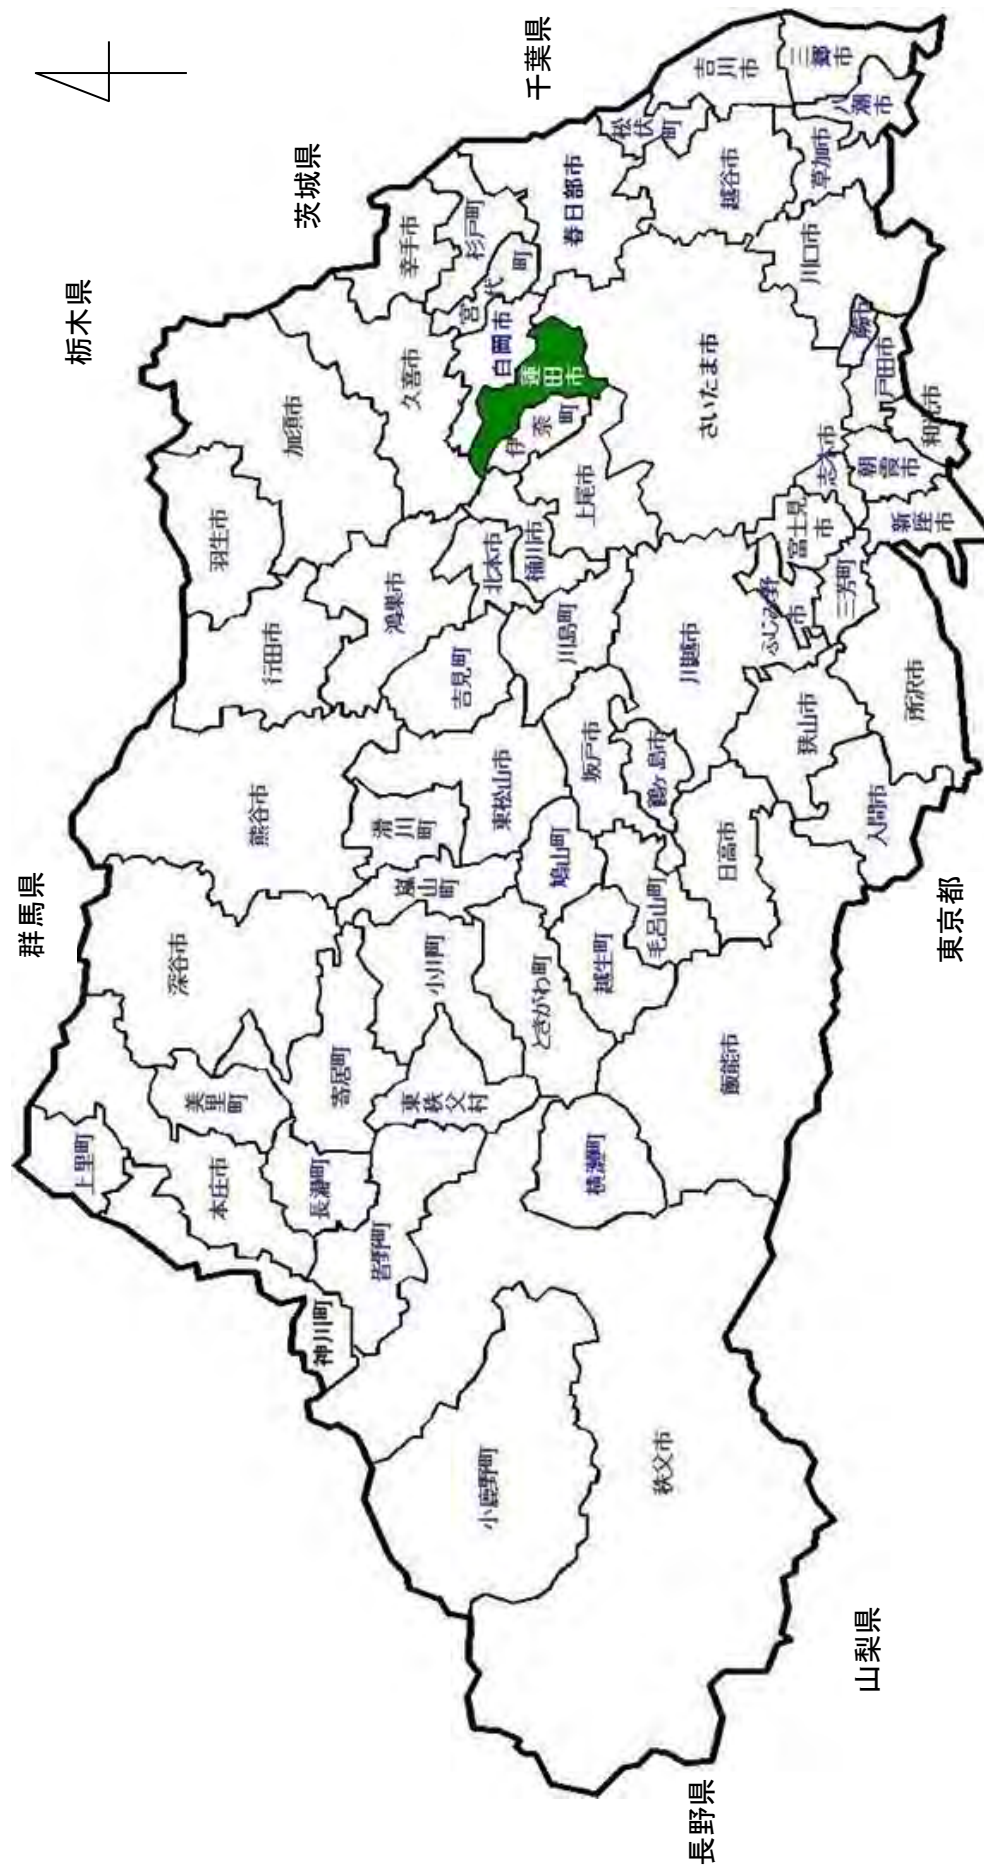 群馬県
栃木県
茨城県
千葉県
東京都
山梨県
長野県
上里町
本庄市
神川町
美里町
深谷市
熊谷市
行田市
羽生市
加須市
長瀞町
皆野町
寄居町
東秩父村
小川町
嵐山町
滑川町
東松山市
吉見町
鴻巣市
北本市
桶川市
久喜市
幸手市
杉戸町
宮代町
白岡市
蓮田市
伊奈町
上尾市
春日部市
松伏町
吉川市
三郷市
八潮市
草加市
越谷市
川口市
蕨市
戸田市
さいたま市
和光市
朝霞市
志木市
新座市
富士見市
三芳町
ふじみ野市
川越市
川島町
坂戸市
鶴ヶ島市
鳩山町
毛呂山町
越生町
ときがわ町
日高市
狭山市
所沢市
入間市
飯能市
横瀬町
小鹿野町
秩父市